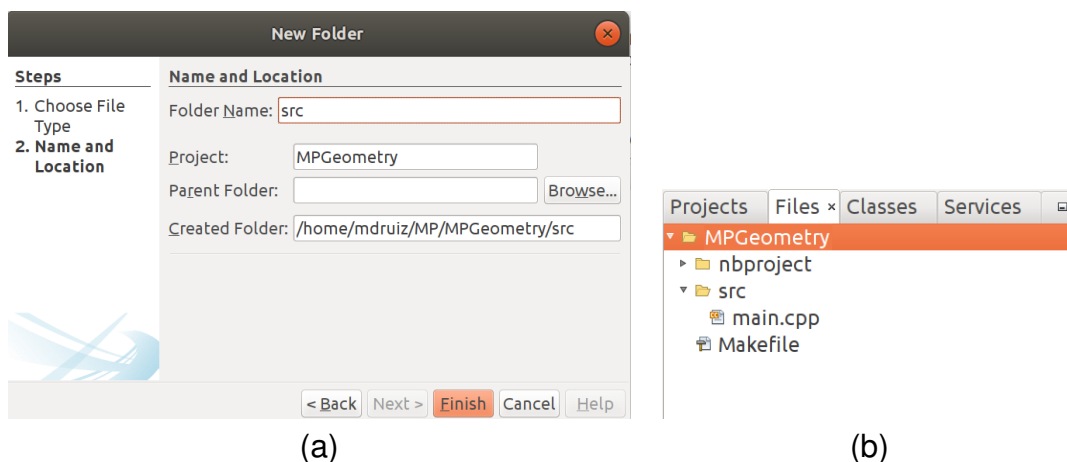 New Folder
Steps
1. Choose File
Type
2. Name and
Location
Name and Location
Folder Name: src
Project: MPGeometry
Parent Folder: Browse...
Created Folder: /home/mdruiz/MP/MPGeometry/src
< Back Next > Finish Cancel Help
(a)
Projects Files × Classes Services
MPGeometry
nbproject
src
main.cpp
Makefile
(b)